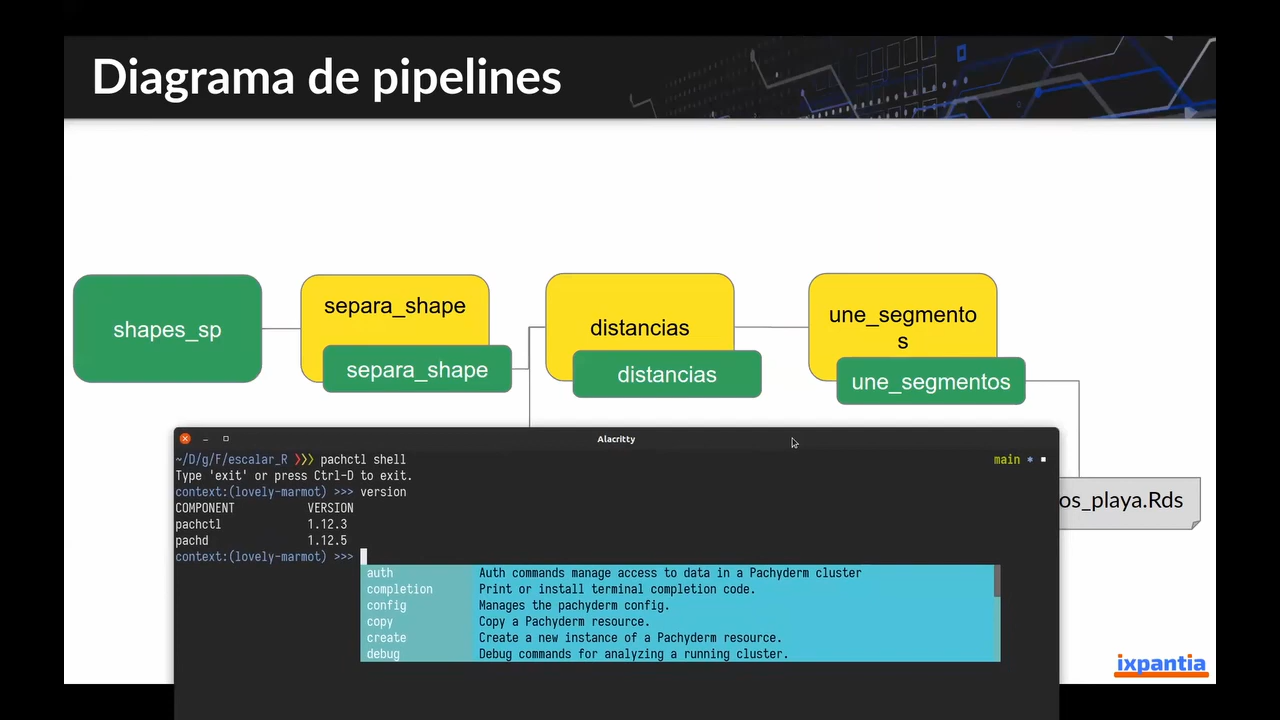 Diagrama de pipelines
shapes_sp
separa_shape
separa_shape
distancias
distancias
une_segmento
s
une_segmentos
os_playa.Rds
Alacritty
~/D/g/F/escalar_R ❯❯❯ pachctl shell
main * ▪
Type 'exit' or press Ctrl-D to exit.
context:(lovely-marmot) >>> version
COMPONENT VERSION
pachctl 1.12.3
pachd 1.12.5
context:(lovely-marmot) >>>
auth Auth commands manage access to data in a Pachyderm cluster
completion Print or install terminal completion code.
config Manages the pachyderm config.
copy Copy a Pachyderm resource.
create Create a new instance of a Pachyderm resource.
debug Debug commands for analyzing a running cluster.
ixpantia